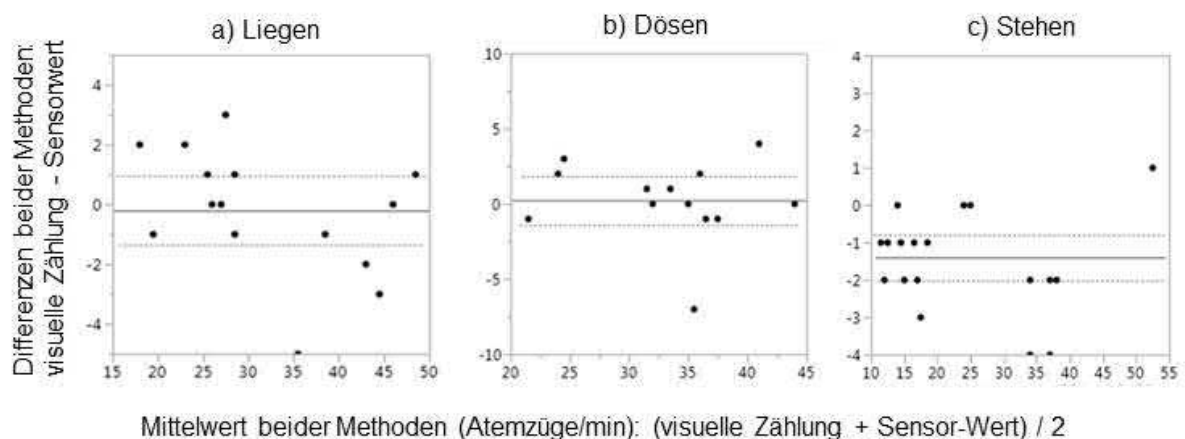 a) Liegen
b) Dösen
c) Stehen
Differenzen beider Methoden:
visuelle Zählung - Sensorwert
4
2
0
-2
-4
15 20 25 30 35 40 45 50
10
5
0
-5
-10
20 25 30 35 40 45
4
3
2
1
0
-1
-2
-3
-4
10 15 20 25 30 35 40 45 50 55
Mittelwert beider Methoden (Atemzüge/min): (visuelle Zählung + Sensor-Wert) / 2